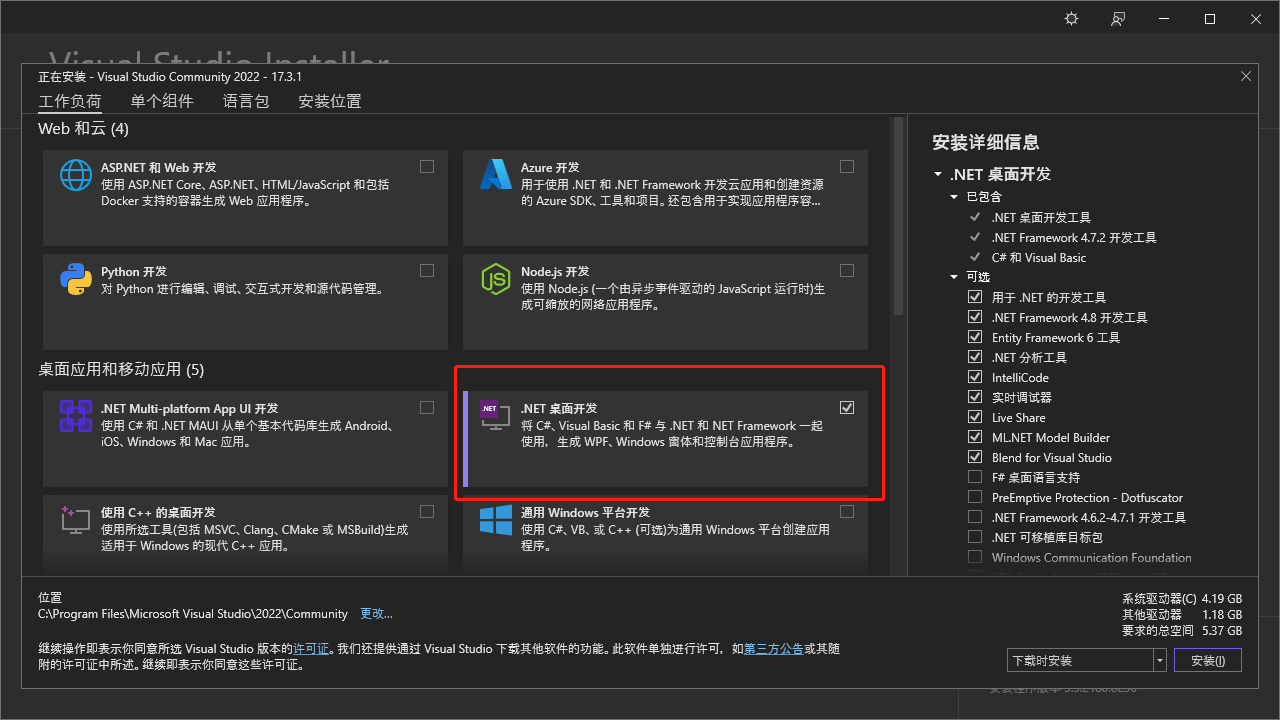 Visual Studio Installer
正在安装 - Visual Studio Community 2022 - 17.3.1
工作负荷 单个组件 语言包 安装位置
Web 和云 (4)
ASP.NET 和 Web 开发
使用 ASP.NET Core、ASP.NET、HTML/JavaScript 和包括
Docker 支持的容器生成 Web 应用程序。
Azure 开发
用于使用 .NET 和 .NET Framework 开发云应用和创建资源
的 Azure SDK、工具和项目。还包含用于实现应用程序容...
Python 开发
对 Python 进行编辑、调试、交互式开发和源代码管理。
Node.js 开发
使用 Node.js (一个由异步事件驱动的 JavaScript 运行时)生
成可缩放的网络应用程序。
桌面应用和移动应用 (5)
.NET Multi-platform App UI 开发
使用 C# 和 .NET MAUI 从单个基本代码库生成 Android、
iOS、Windows 和 Mac 应用。
.NET
.NET 桌面开发
将 C#、Visual Basic 和 F# 与 .NET 和 NET Framework 一起
使用，生成 WPF、Windows 窗体和控制台应用程序。
使用 C++ 的桌面开发
使用所选工具(包括 MSVC、Clang、CMake 或 MSBuild)生成
适用于 Windows 的现代 C++ 应用。
通用 Windows 平台开发
使用 C#、VB、或 C++ (可选)为通用 Windows 平台创建应用
程序。
安装详细信息
.NET 桌面开发
已包含
.NET 桌面开发工具
.NET Framework 4.7.2 开发工具
C# 和 Visual Basic
可选
用于 .NET 的开发工具
.NET Framework 4.8 开发工具
Entity Framework 6 工具
.NET 分析工具
IntelliCode
实时调试器
Live Share
ML.NET Model Builder
Blend for Visual Studio
F# 桌面语言支持
PreEmptive Protection - Dotfuscator
.NET Framework 4.6.2-4.7.1 开发工具
.NET 可移植库目标包
Windows Communication Foundation
位置
C:\Program Files\Microsoft Visual Studio\2022\Community 更改...
继续操作即表示你同意所选 Visual Studio 版本的许可证。我们还提供通过 Visual Studio 下载其他软件的功能。此软件单独进行许可，如第三方公告或其随
附的许可证中所述。继续即表示你同意这些许可证。
系统驱动器(C) 4.19 GB
其他驱动器 1.18 GB
要求的总空间 5.37 GB
下载时安装
安装(I)